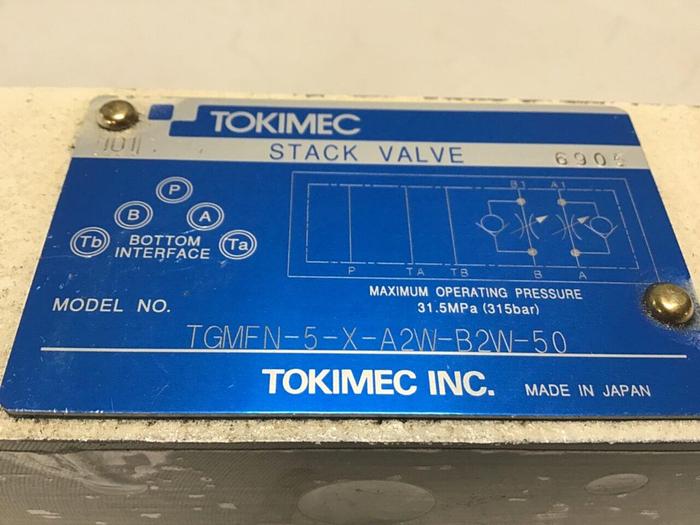 TOKIMEC
101
STACK VALVE
P
B A
Tb BOTTOM INTERFACE Ta
B1 A1
P TA TB B A
MAXIMUM OPERATING PRESSURE
31.5MPa (315bar)
MODEL NO.
TGMFN-5-X-A2W-B2W-50
TOKIMEC INC. MADE IN JAPAN